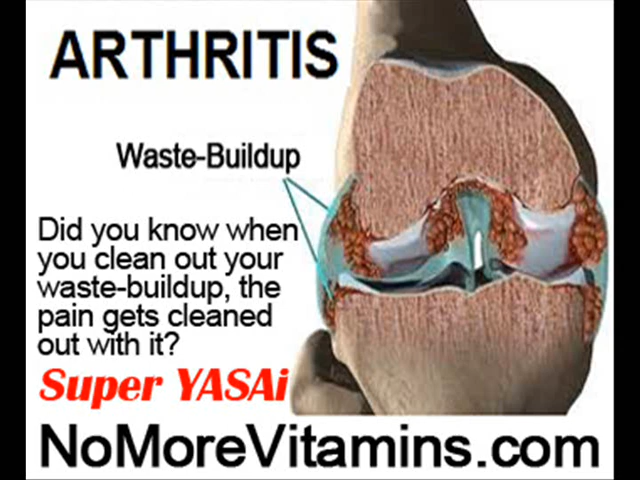 ARTHRITIS
Waste-Buildup
Did you know when
you clean out your
waste-buildup, the
pain gets cleaned
out with it?
Super YASAi
NoMoreVitamins.com